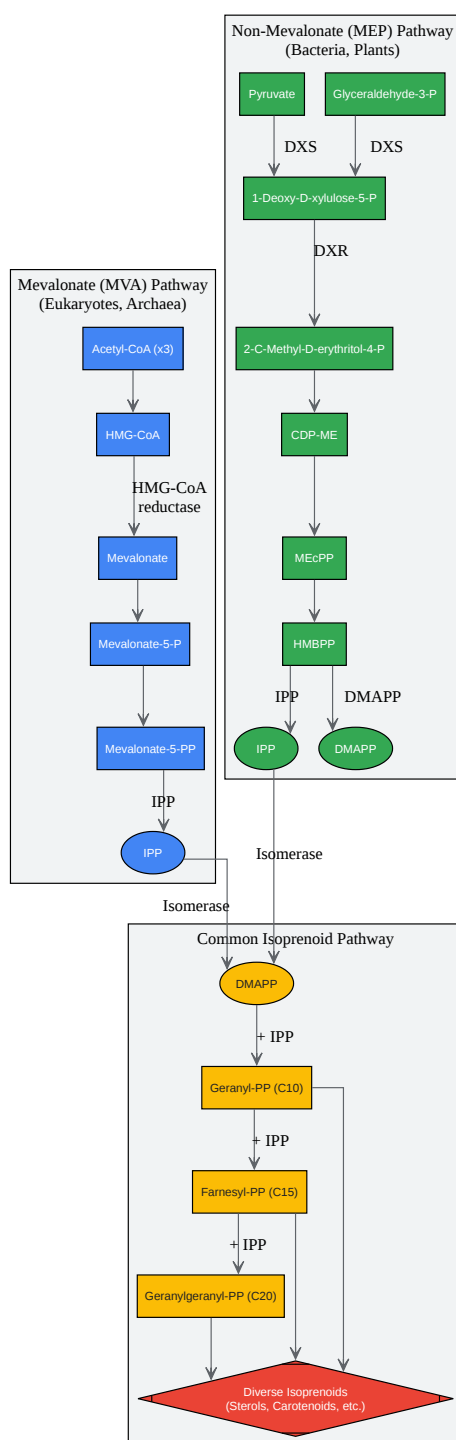 Non-Mevalonate (MEP) Pathway
(Bacteria, Plants)
Pyruvate
Glyceraldehyde-3-P
DXS
DXS
1-Deoxy-D-xylulose-5-P
DXR
2-C-Methyl-D-erythritol-4-P
CDP-ME
MEcPP
HMBPP
IPP
DMAPP
IPP
DMAPP
Isomerase
Mevalonate (MVA) Pathway
(Eukaryotes, Archaea)
Acetyl-CoA (x3)
HMG-CoA
HMG-CoA
reductase
Mevalonate
Mevalonate-5-P
Mevalonate-5-PP
IPP
IPP
Isomerase
Common Isoprenoid Pathway
DMAPP
+ IPP
Geranyl-PP (C10)
+ IPP
Farnesyl-PP (C15)
+ IPP
Geranylgeranyl-PP (C20)
Diverse Isoprenoids
(Sterols, Carotenoids, etc.)